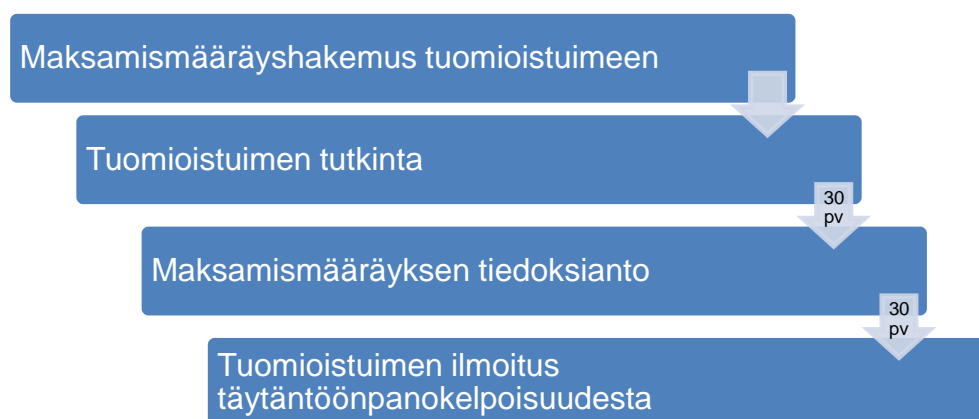 Maksamismääräyshakemus tuomioistuimeen
Tuomioistuimen tutkinta
30
pv
Maksamismääräyksen tiedoksianto
30
pv
Tuomioistuimen ilmoitus
täytäntöönpanokelpoisuudesta